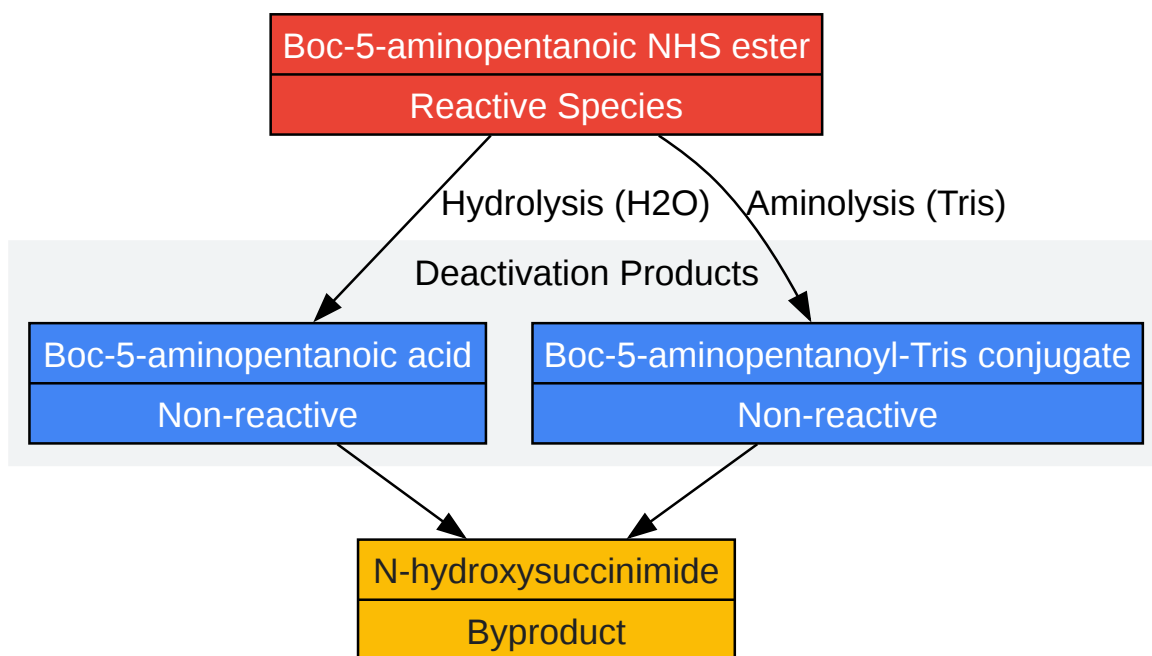 Boc-5-aminopentanoic NHS ester
Reactive Species
Hydrolysis (H2O)
Aminolysis (Tris)
Deactivation Products
Boc-5-aminopentanoic acid
Non-reactive
Boc-5-aminopentanoyl-Tris conjugate
Non-reactive
N-hydroxysuccinimide
Byproduct